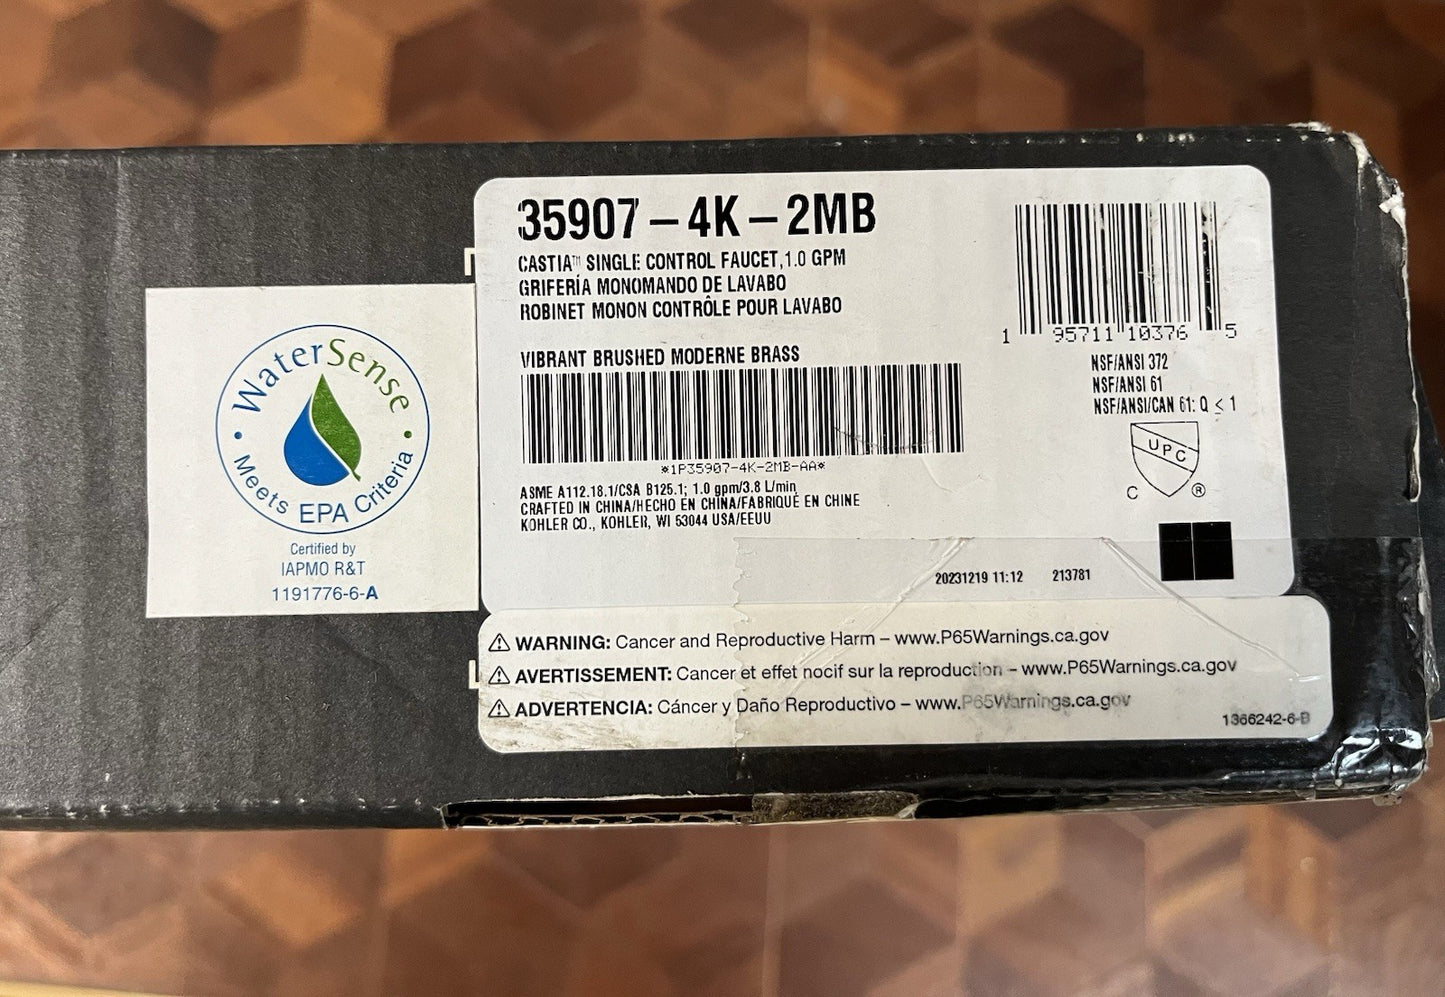 WaterSense
Meets EPA Criteria
Certified by
IAPMO R&T
1191776-6-A
35907-4K-2MB
CASTIA™ SINGLE CONTROL FAUCET,1.0 GPM
GRIFERÍA MONOMANDO DE LAVABO
ROBINET MONON CONTRÔLE POUR LAVABO
VIBRANT BRUSHED MODERNE BRASS
*1P35907-4K-2MB-AA*
ASME A112.18.1/CSA B125.1; 1.0 gpm/3.8 L/min
CRAFTED IN CHINA/HECHO EN CHINA/FABRIQUÉ EN CHINE
KOHLER CO., KOHLER, WI 53044 USA/EEUU
1 95711 10376 5
NSF/ANSI 372
NSF/ANSI 61
NSF/ANSI/CAN 61: Q ≤ 1
UPC
C ®
20231219 11:12 213781
⚠ WARNING: Cancer and Reproductive Harm – www.P65Warnings.ca.gov
⚠ AVERTISSEMENT: Cancer et effet nocif sur la reproduction – www.P65Warnings.ca.gov
⚠ ADVERTENCIA: Cáncer y Daño Reproductivo – www.P65Warnings.ca.gov
1366242-6-B